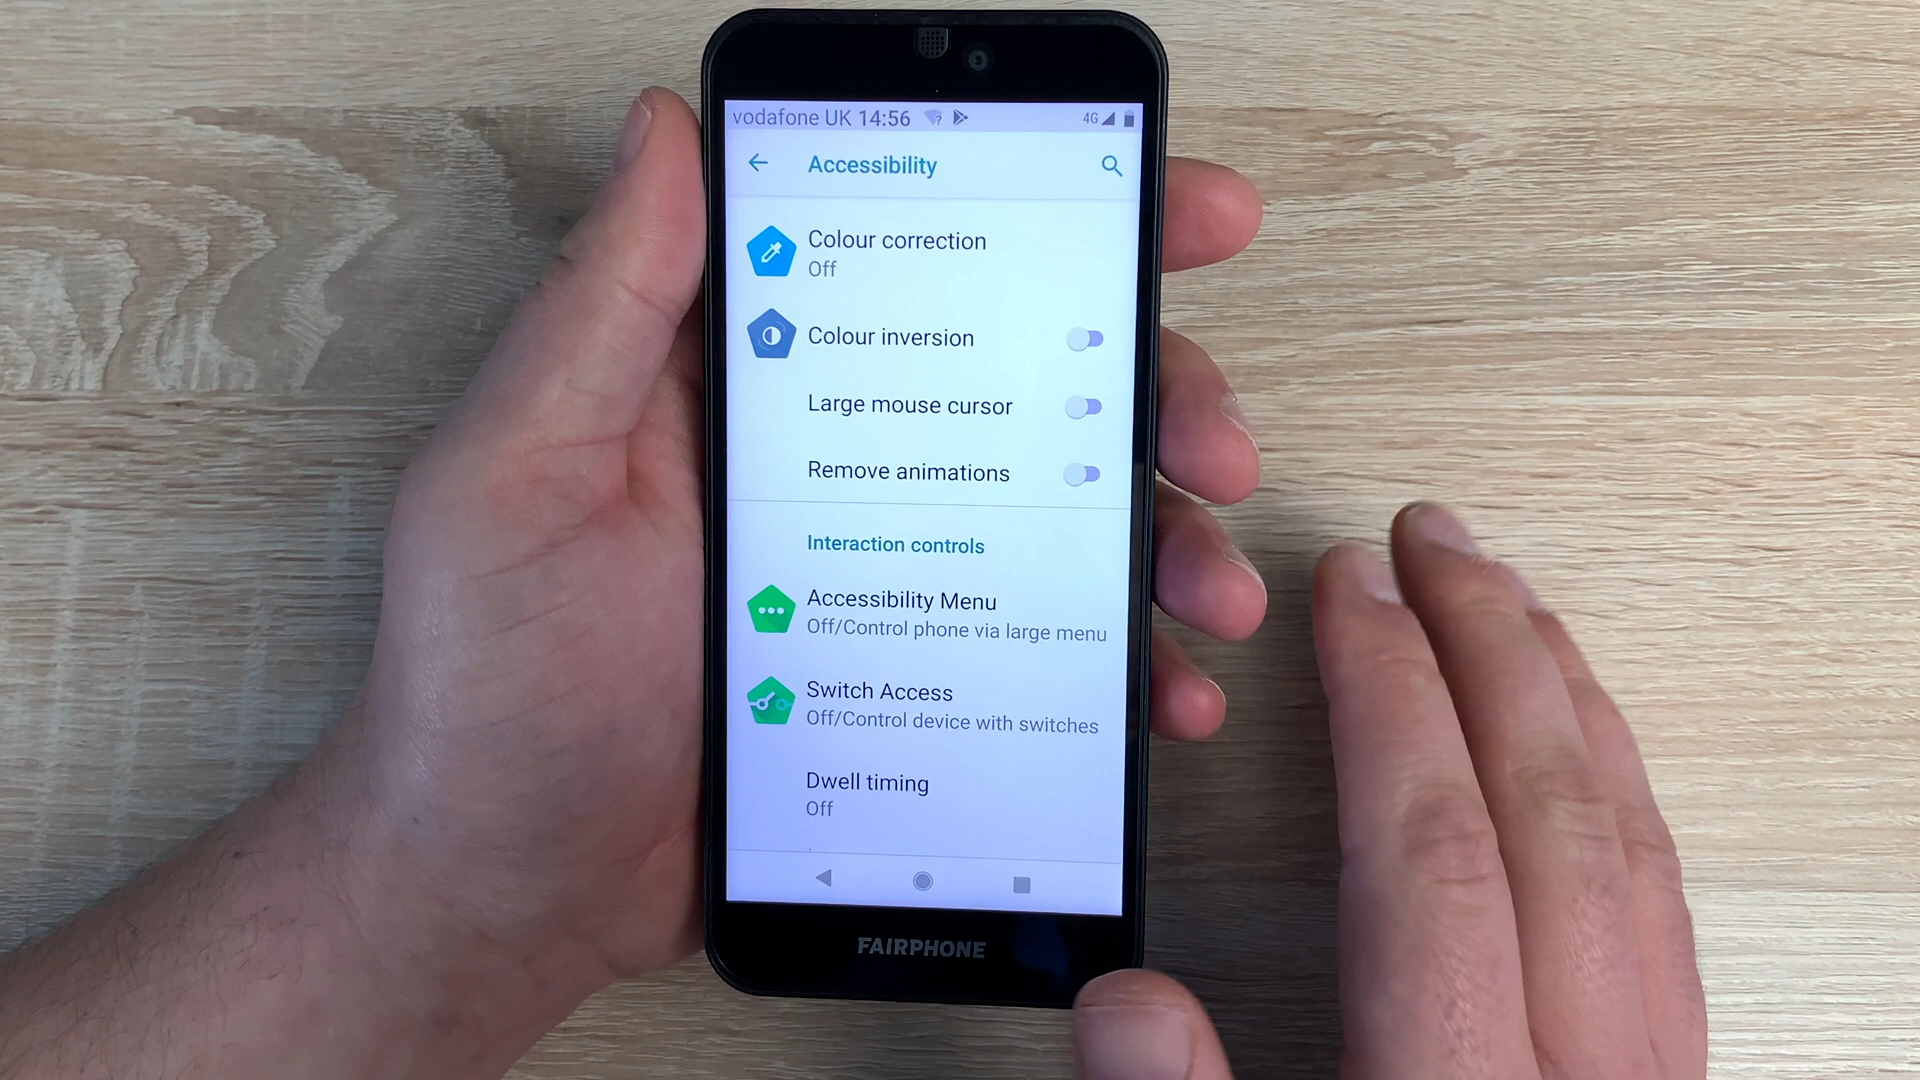 vodafone UK 14:56
4G
Accessibility
Colour correction
Off
Colour inversion
Large mouse cursor
Remove animations
Interaction controls
Accessibility Menu
Off/Control phone via large menu
Switch Access
Off/Control device with switches
Dwell timing
Off
FAIRPHONE